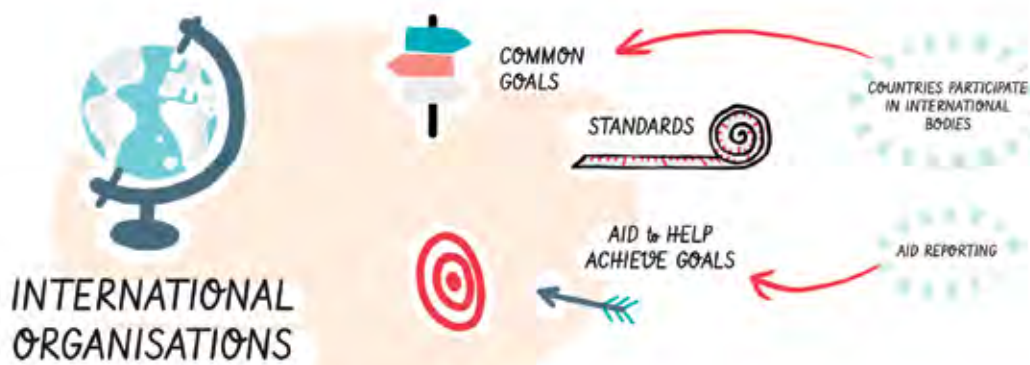 COMMON
GOALS
COUNTRIES PARTICIPATE
IN INTERNATIONAL
BODIES
STANDARDS
AID to HELP
ACHIEVE GOALS
AID REPORTING
INTERNATIONAL
ORGANISATIONS